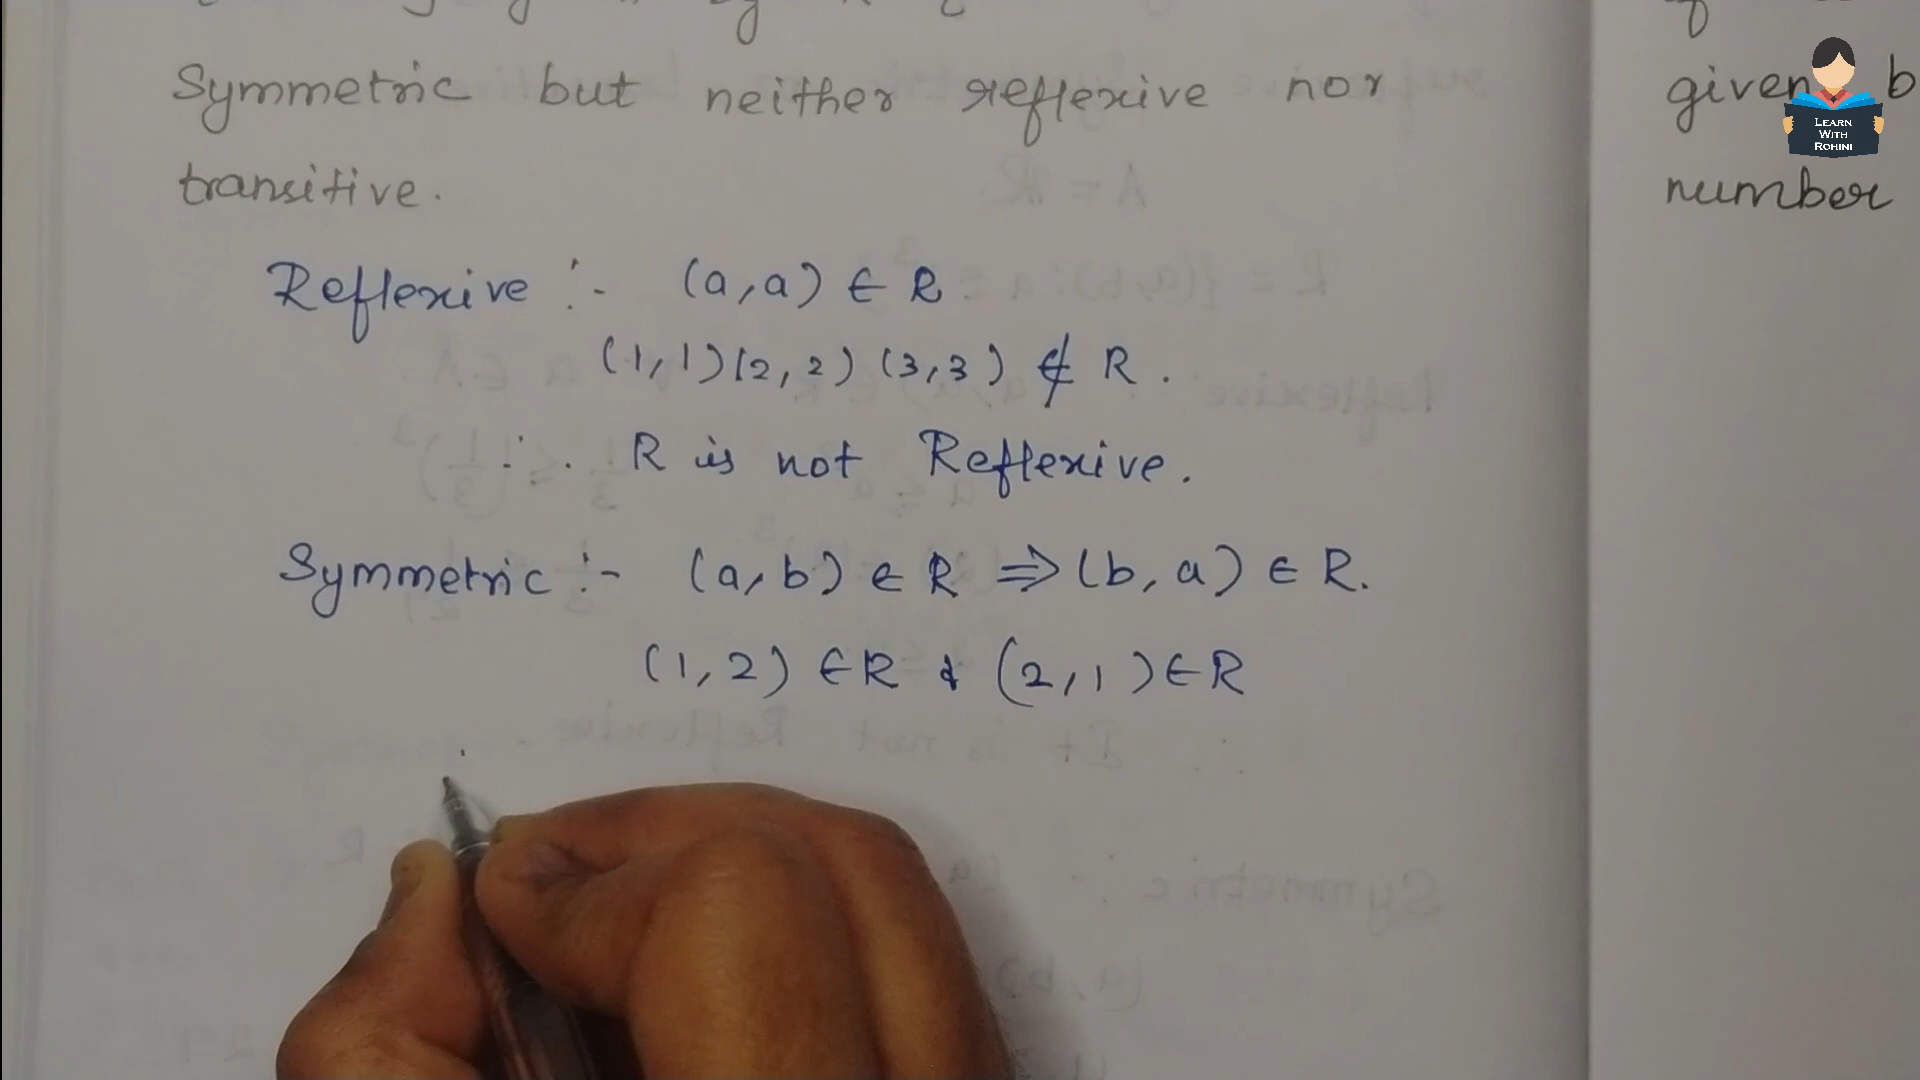 Symmetric but neither reflexive nor
transitive.
Reflexive :- (a,a) ∈ R
(1,1)(2,2) (3,3) ∉ R.
∴ R is not Reflexive.
Symmetric :- (a,b) ∈ R ⇒ (b,a) ∈ R.
(1,2) ∈ R & (2,1) ∈ R
given b
number
LEARN
WITH
ROHINI